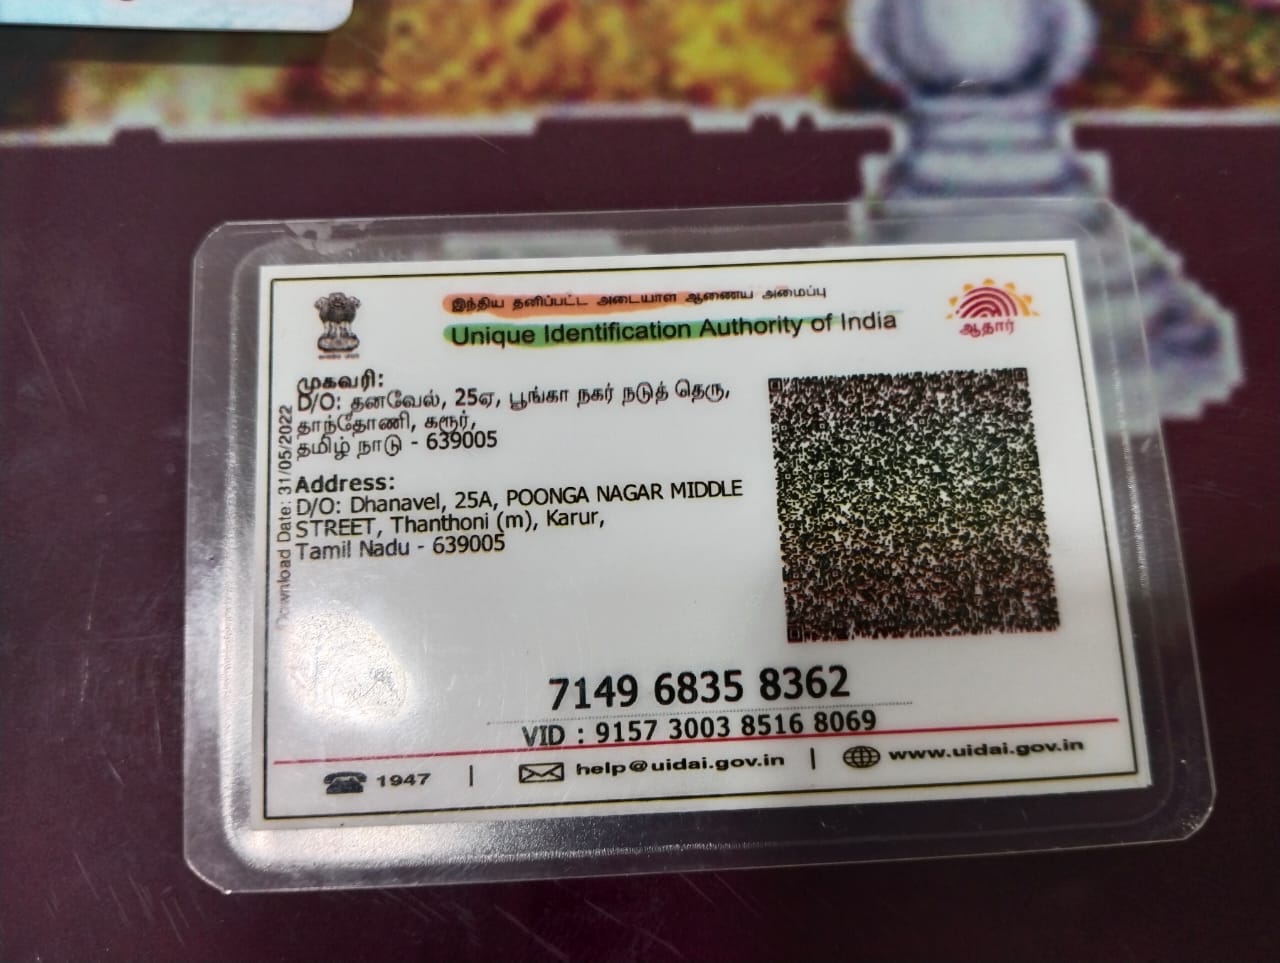 இந்திய தனிப்பட்ட அடையாள ஆணைய அமைப்பு
Unique Identification Authority of India
ஆதார்
முகவரி:
D/O: தனவேல், 25ஏ, பூங்கா நகர் நடுத் தெரு,
தாந்தோணி, கரூர்,
தமிழ் நாடு - 639005
Address:
D/O: Dhanavel, 25A, POONGA NAGAR MIDDLE
STREET, Thanthoni (m), Karur,
Tamil Nadu - 639005
Download Date: 31/05/2022
7149 6835 8362
VID : 9157 3003 8516 8069
1947 | help@uidai.gov.in | www.uidai.gov.in